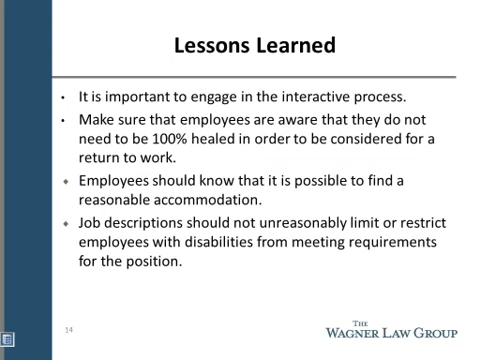 Lessons Learned
• It is important to engage in the interactive process.
• Make sure that employees are aware that they do not
need to be 100% healed in order to be considered for a
return to work.
◆ Employees should know that it is possible to find a
reasonable accommodation.
◆ Job descriptions should not unreasonably limit or restrict
employees with disabilities from meeting requirements
for the position.
14
THE
WAGNER LAW GROUP